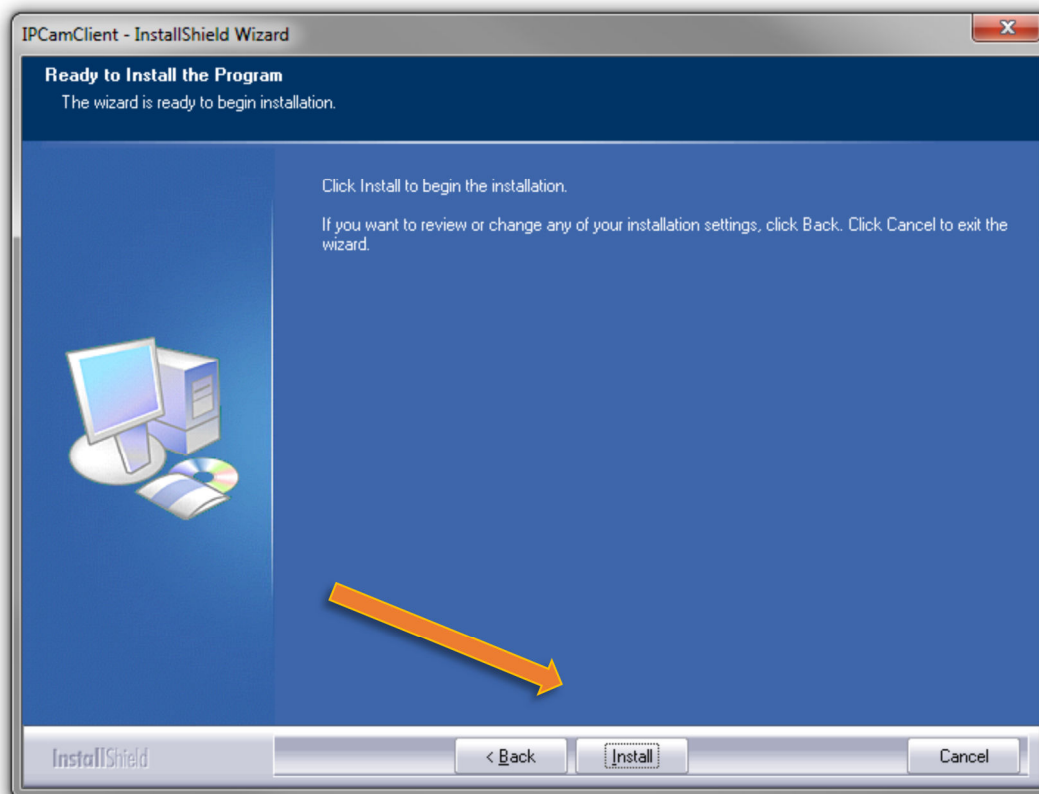 IPCamClient - InstallShield Wizard
Ready to Install the Program
The wizard is ready to begin installation.
Click Install to begin the installation.
If you want to review or change any of your installation settings, click Back. Click Cancel to exit the
wizard.
InstallShield
< Back
Install
Cancel